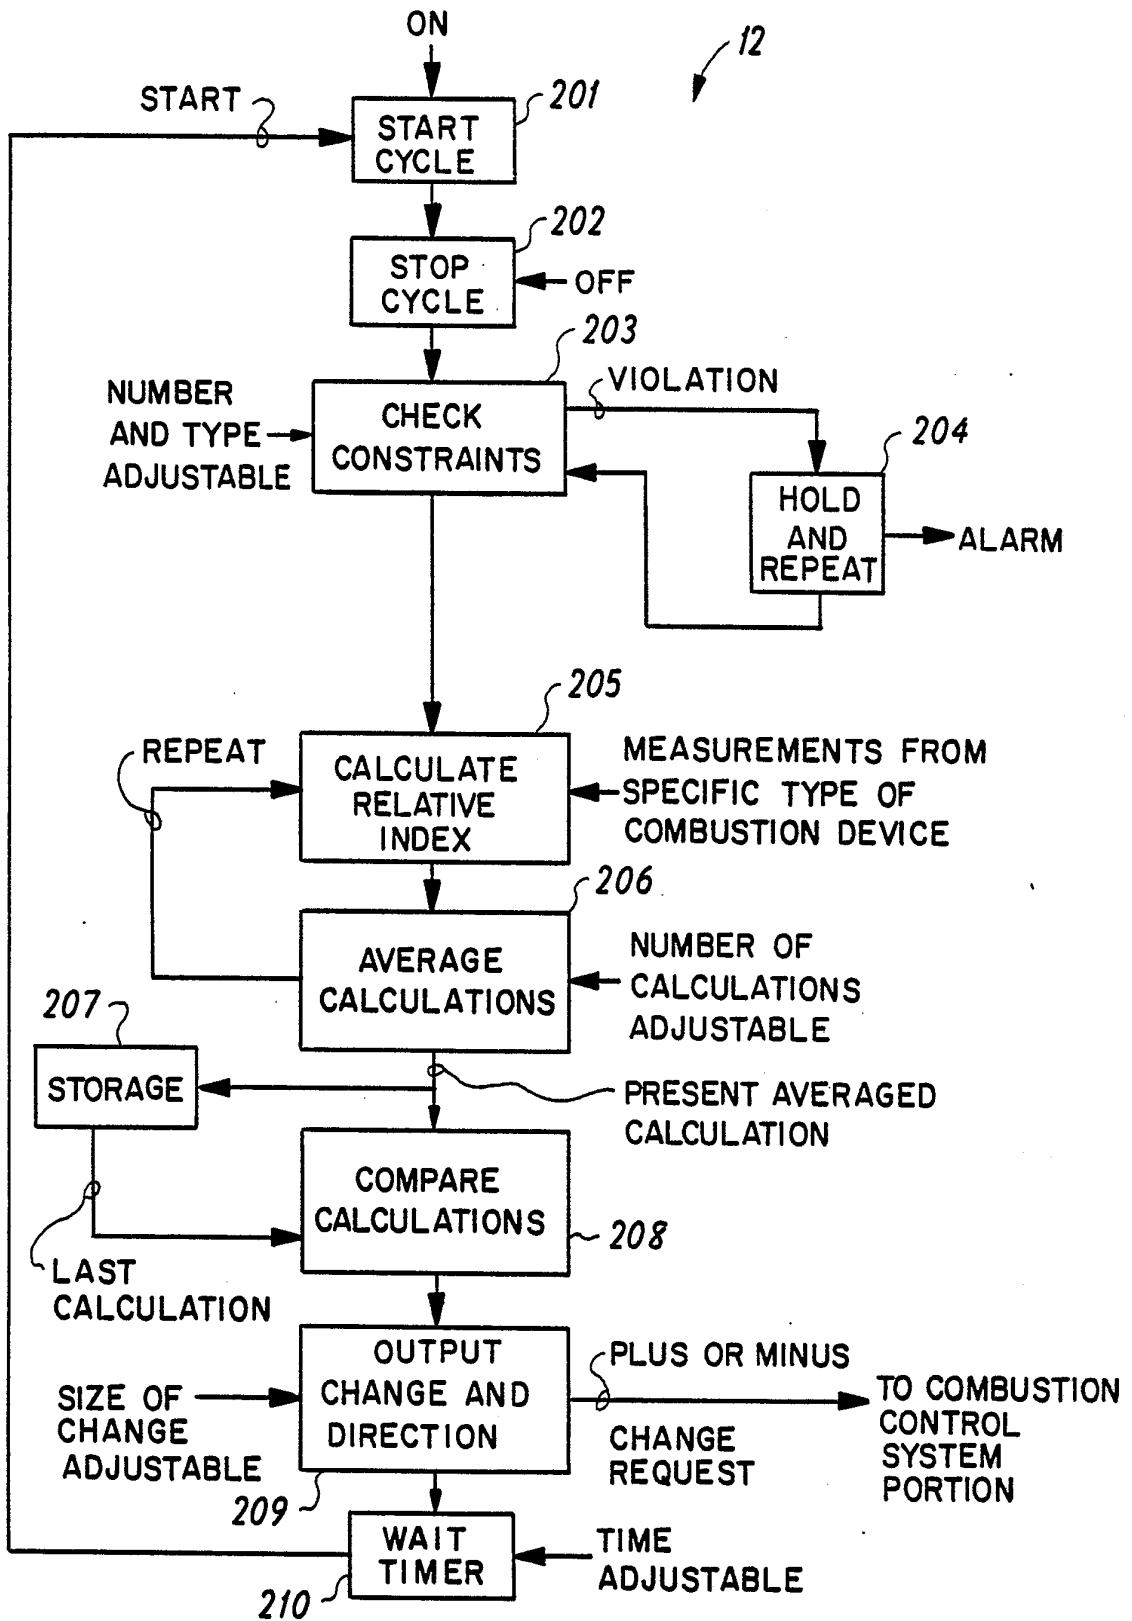 ON
12
START
201
START
CYCLE
202
STOP
CYCLE
OFF
203
NUMBER
AND TYPE
ADJUSTABLE
CHECK
CONSTRAINTS
VIOLATION
204
HOLD
AND
REPEAT
ALARM
205
REPEAT
CALCULATE
RELATIVE
INDEX
MEASUREMENTS FROM
SPECIFIC TYPE OF
COMBUSTION DEVICE
206
AVERAGE
CALCULATIONS
NUMBER OF
CALCULATIONS
ADJUSTABLE
207
STORAGE
PRESENT AVERAGED
CALCULATION
COMPARE
CALCULATIONS
208
LAST
CALCULATION
OUTPUT
CHANGE AND
DIRECTION
SIZE OF
CHANGE
ADJUSTABLE
PLUS OR MINUS
CHANGE
REQUEST
TO COMBUSTION
CONTROL
SYSTEM
PORTION
209
WAIT
TIMER
TIME
ADJUSTABLE
210